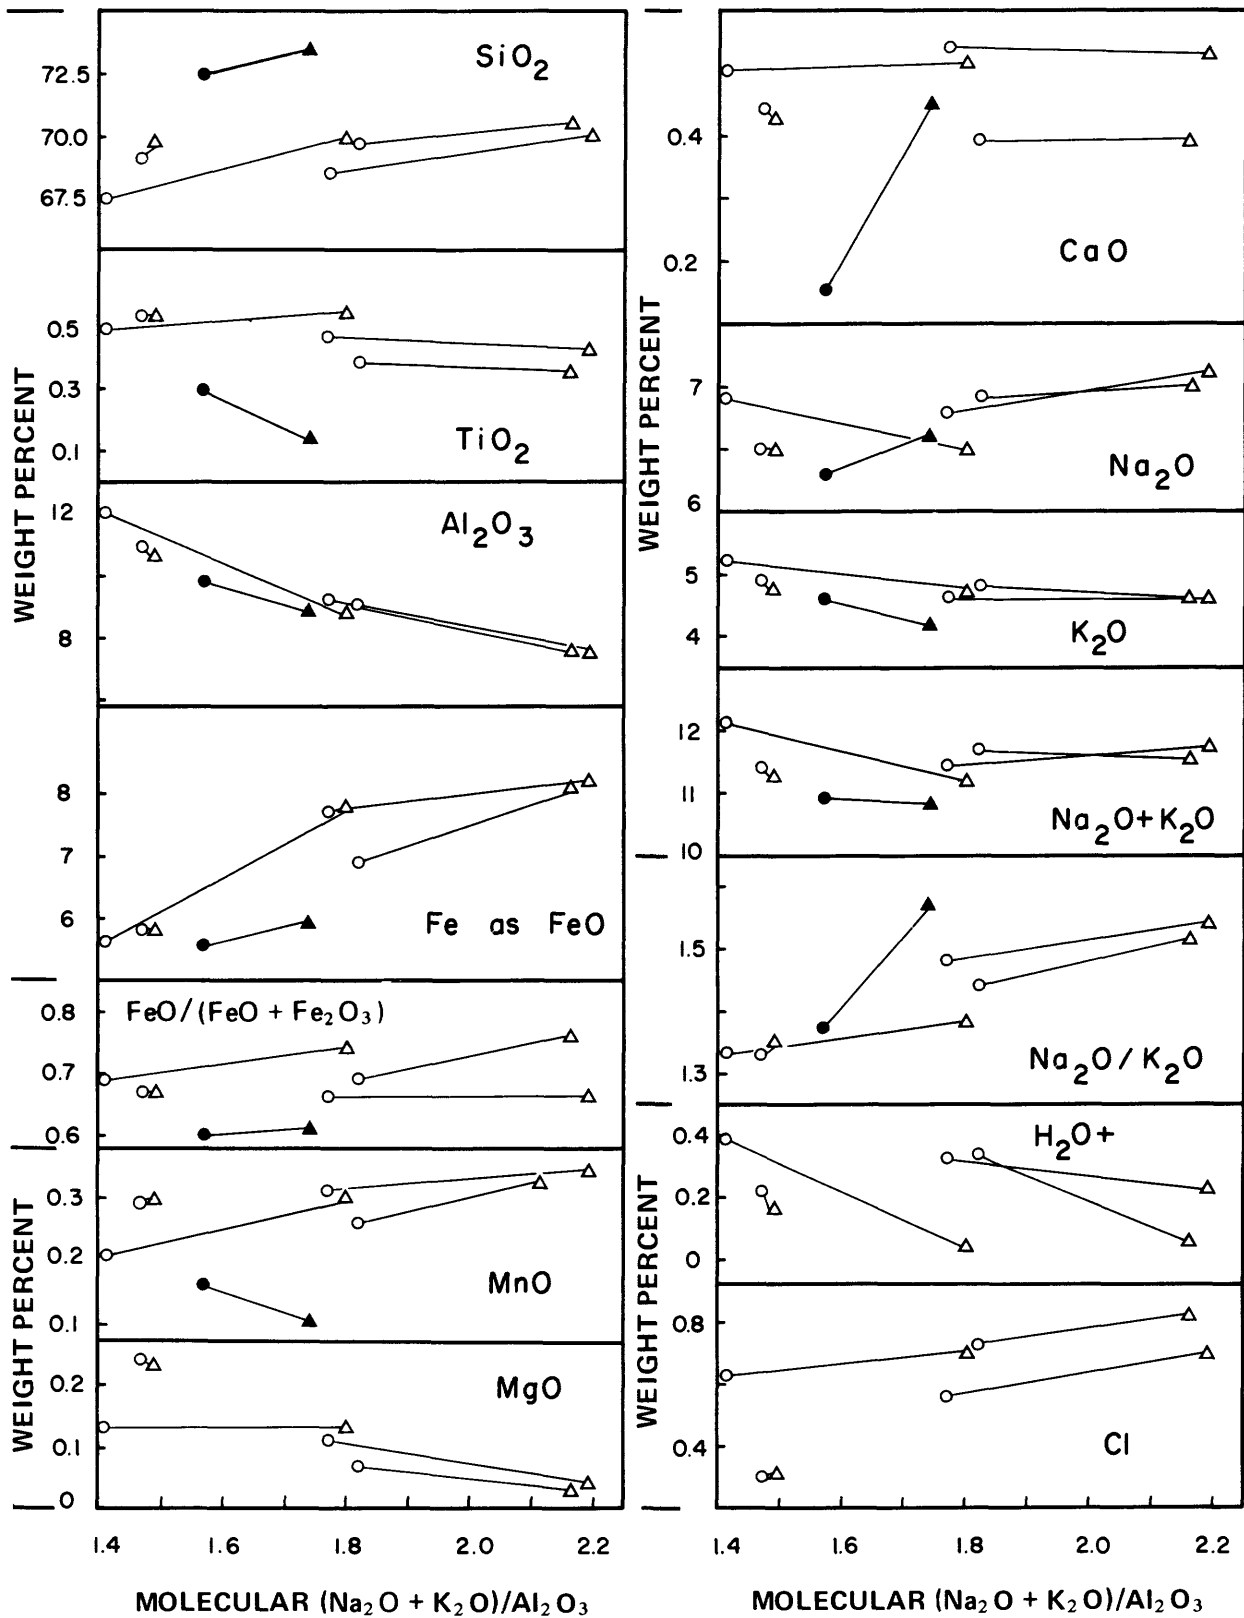 WEIGHT PERCENT
72.5
70.0
67.5
SiO2
0.5
0.3
0.1
TiO2
12
8
Al2O3
8
7
6
Fe as FeO
0.8
0.7
0.6
FeO/(FeO + Fe2O3)
WEIGHT PERCENT
0.3
0.2
0.1
MnO
0.2
0.1
0
MgO
1.4
1.6
1.8
2.0
2.2
MOLECULAR (Na2O + K2O)/Al2O3
WEIGHT PERCENT
0.4
0.2
CaO
7
6
Na2O
5
4
K2O
12
11
10
Na2O+K2O
1.5
1.3
Na2O/K2O
WEIGHT PERCENT
0.4
0.2
0
H2O+
0.8
0.4
Cl
1.4
1.6
1.8
2.0
2.2
MOLECULAR (Na2O + K2O)/Al2O3